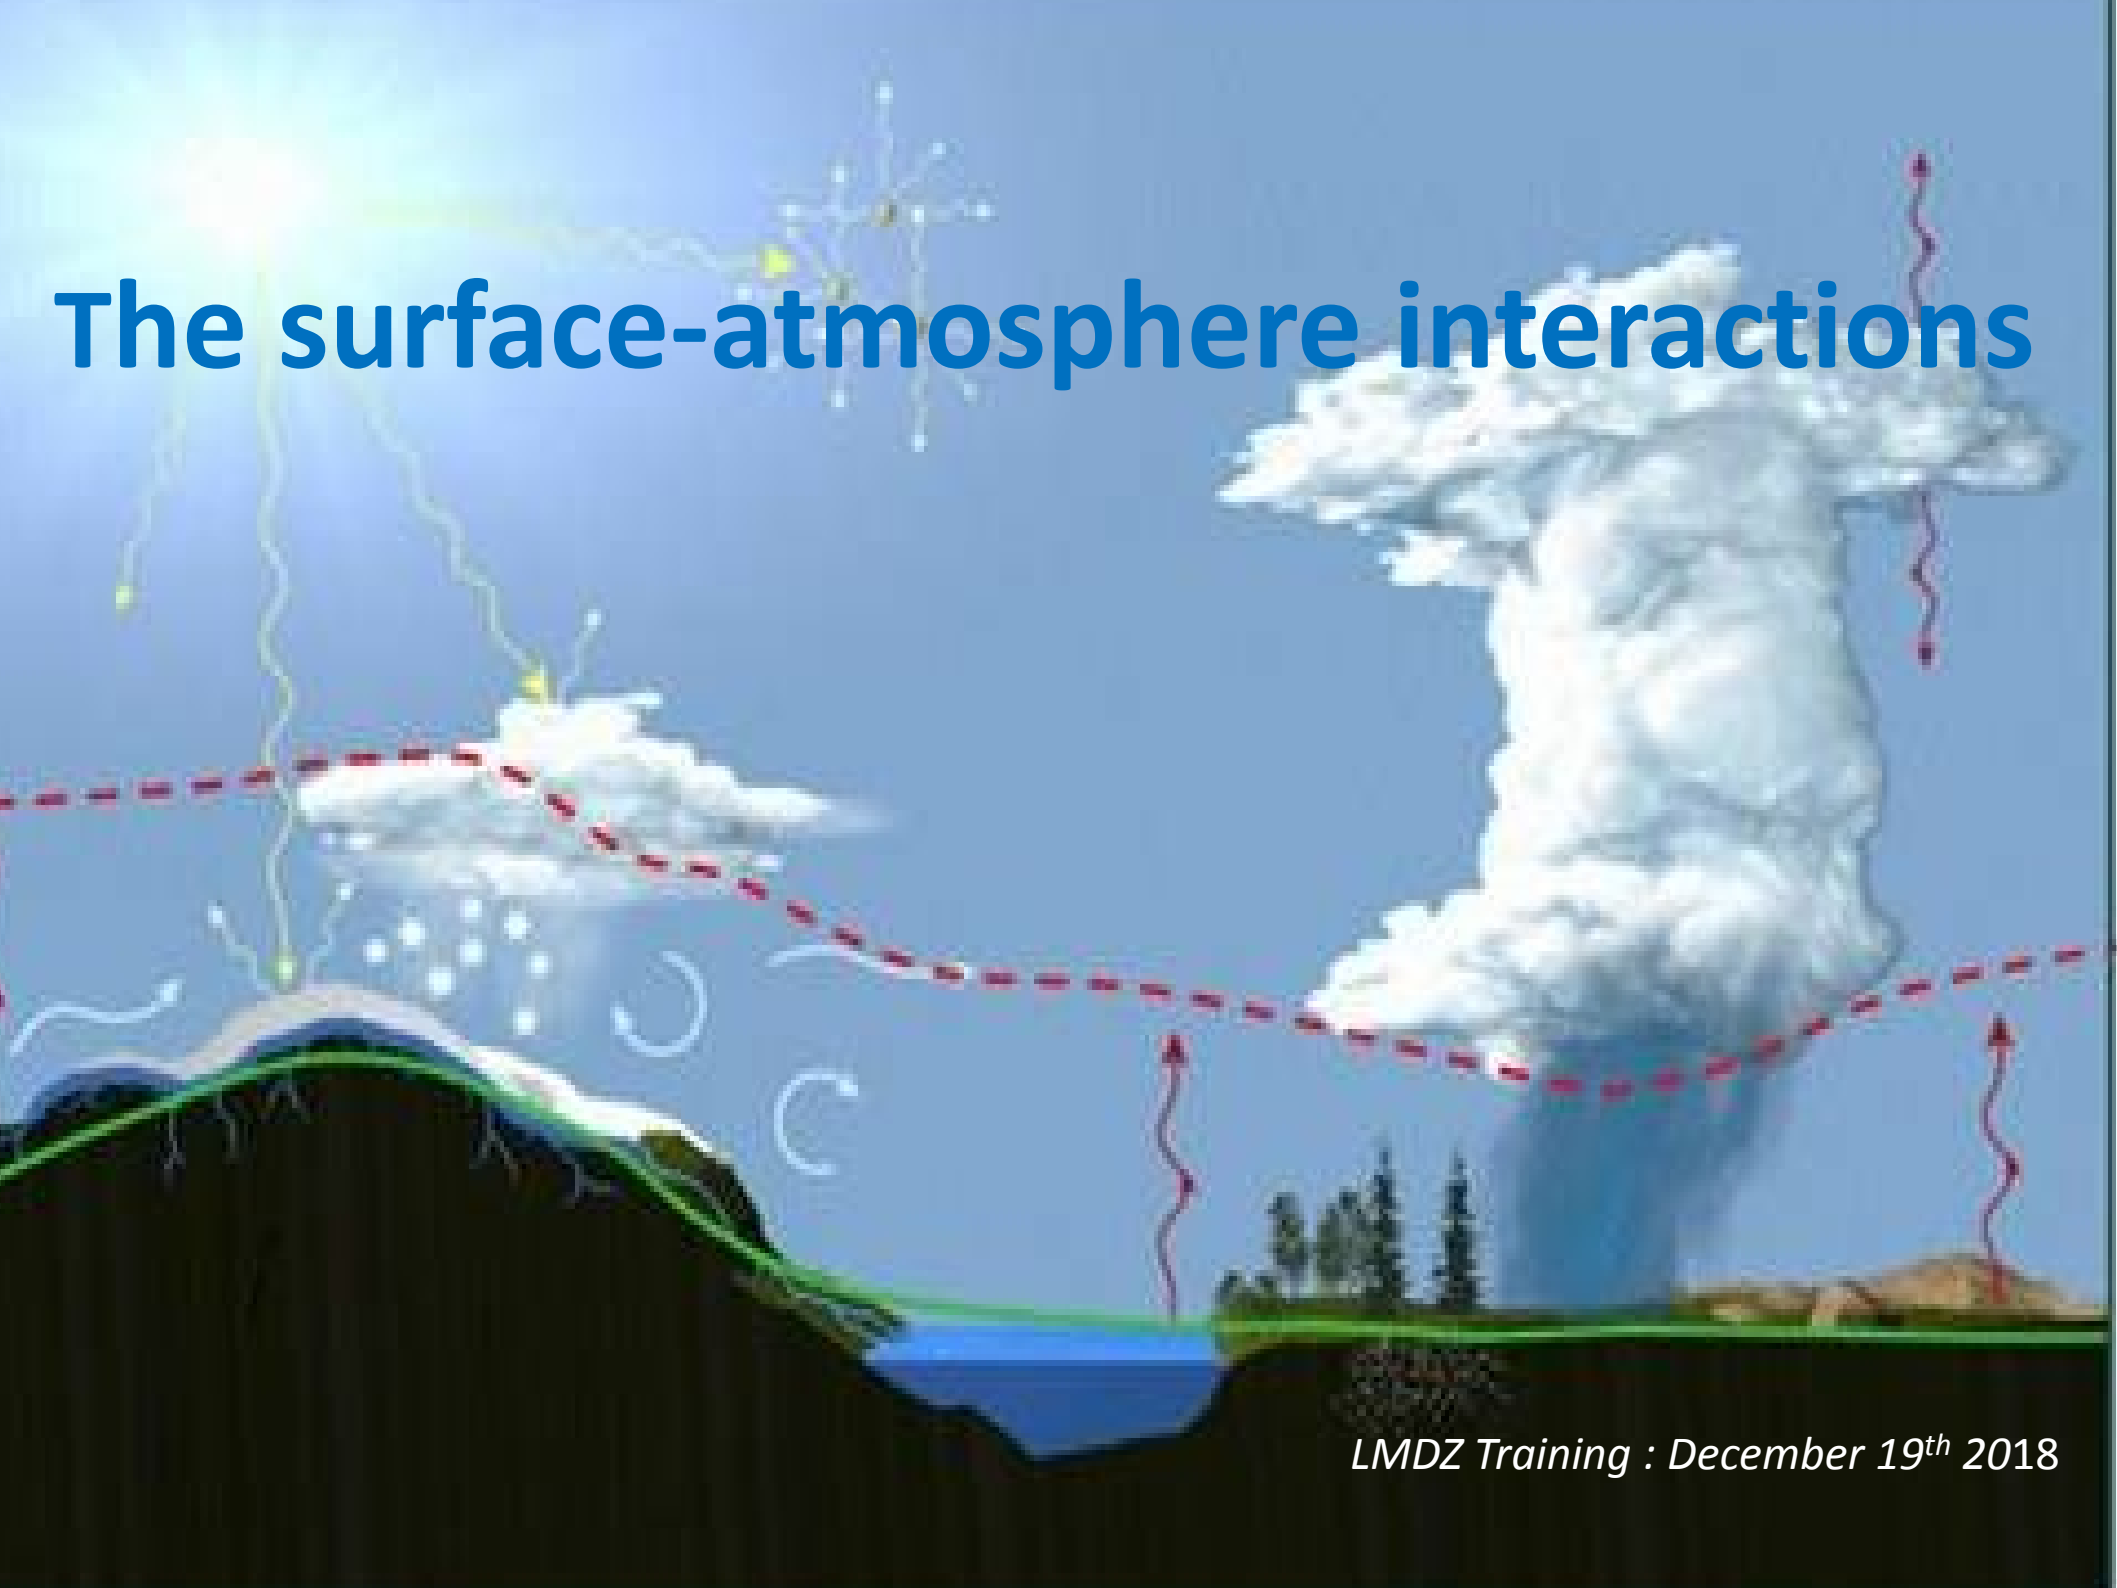 The surface-atmosphere interactions
LMDZ Training : December 19th 2018